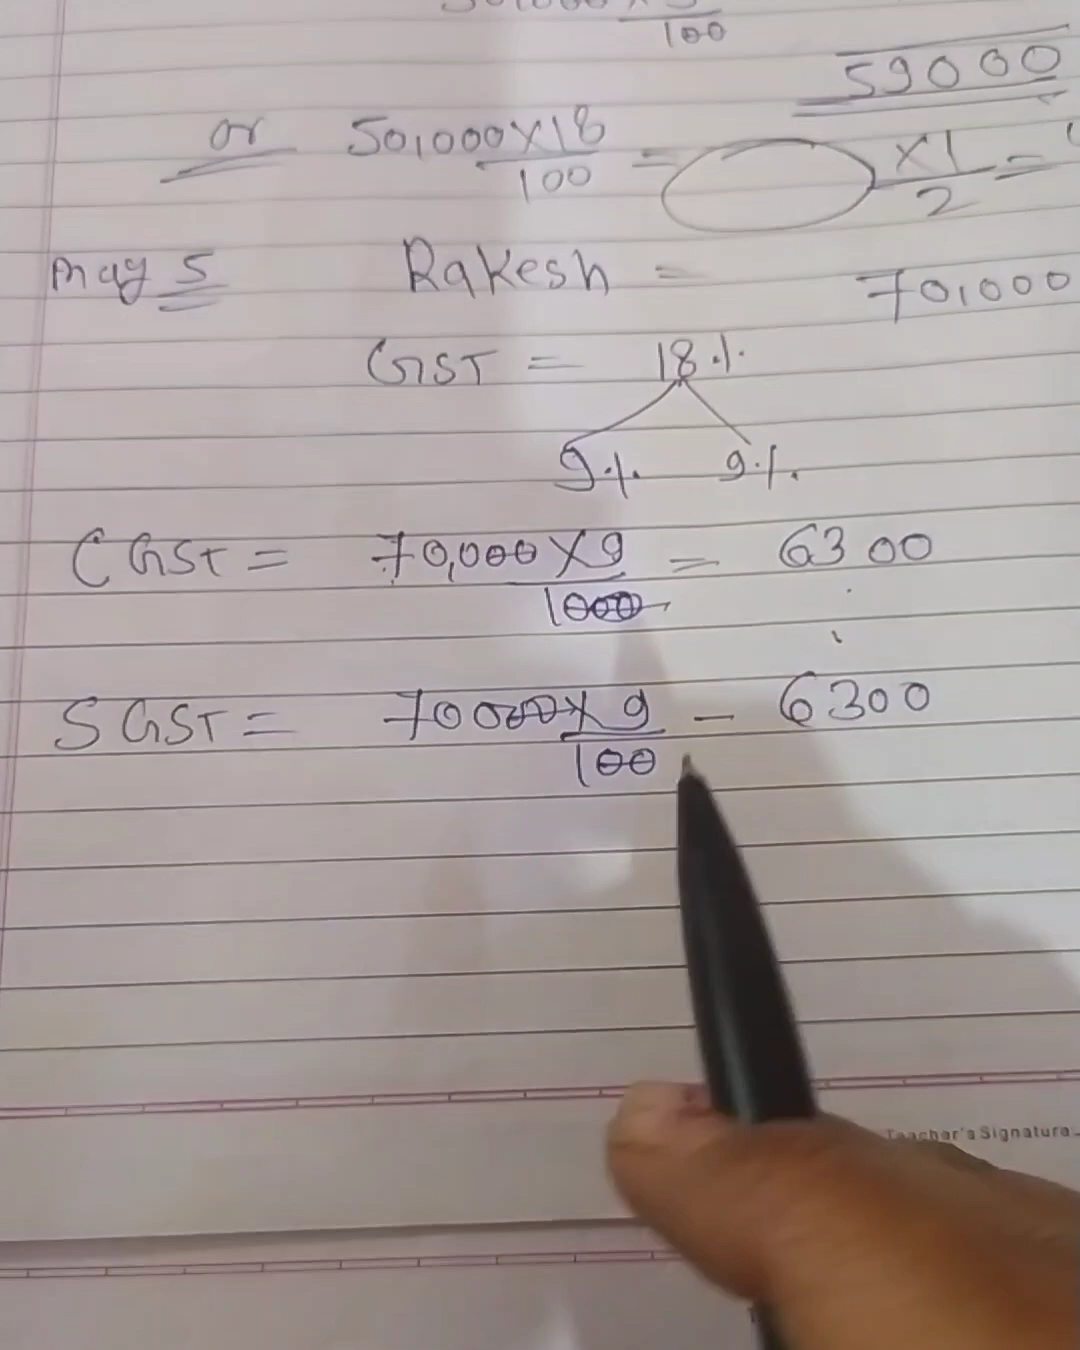 100
59000
or 50,000×18/100 = ×1/2 =
May 5 Rakesh = 70,000
GST = 18%
9% 9%
CGST = 70,000×9/1000 = 6300
SGST = 70000×9/100 - 6300
Teacher's Signature